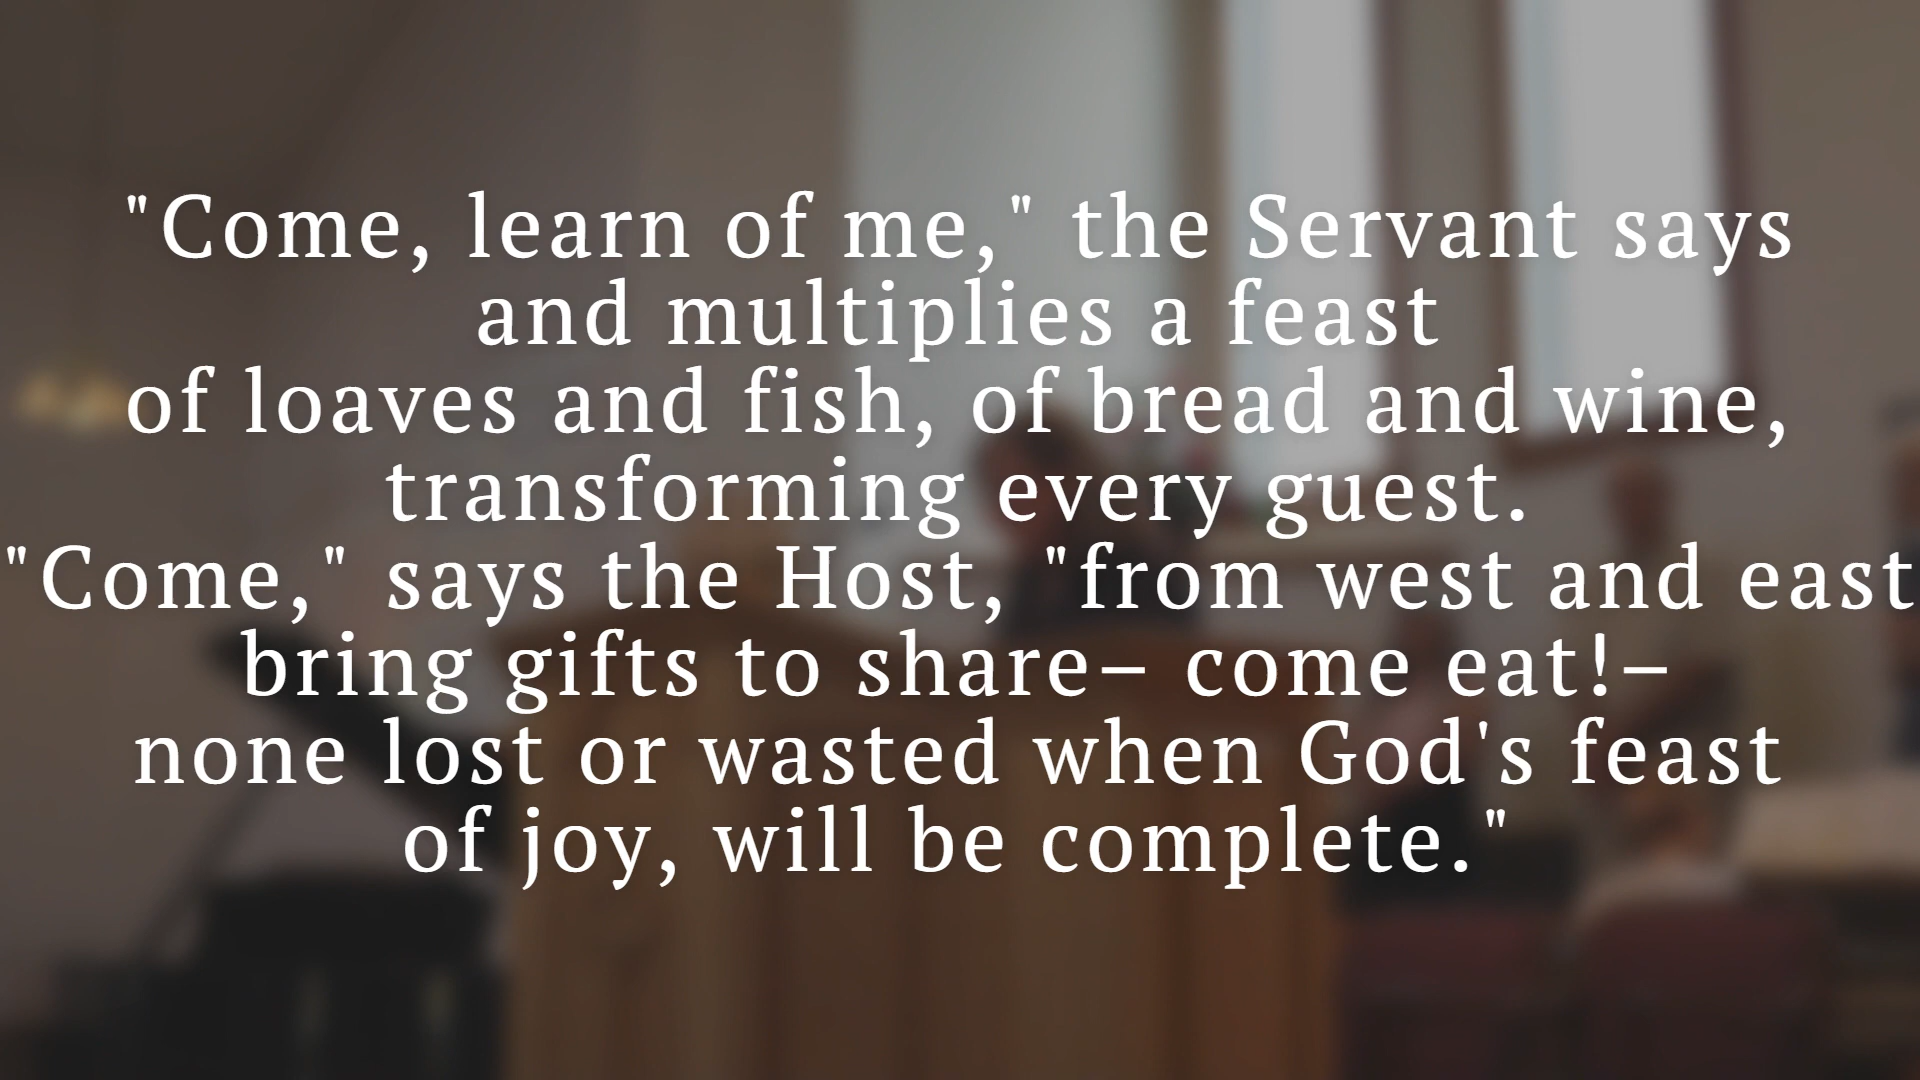 "Come, learn of me," the Servant says
and multiplies a feast
of loaves and fish, of bread and wine,
transforming every guest.
"Come," says the Host, "from west and east
bring gifts to share– come eat!–
none lost or wasted when God's feast
of joy, will be complete."